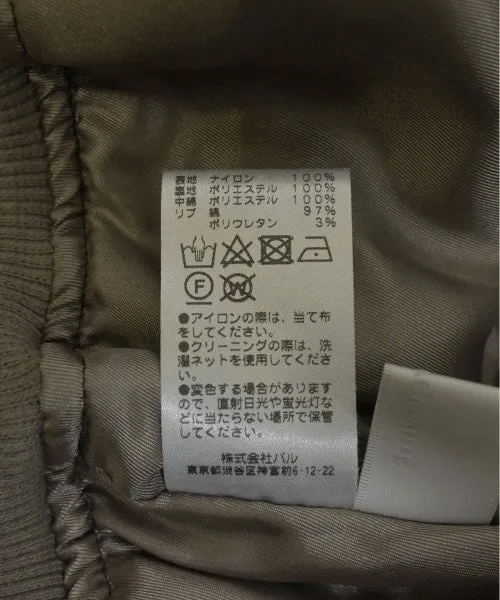 表地 ナイロン 100%
裏地 ポリエステル 100%
中綿 ポリエステル 100%
リブ 綿 97%
ポリウレタン 3%
F W
●アイロンの際は、当て布
をしてください。
●クリーニングの際は、洗
濯ネットを使用してくださ
い。
●変色する場合があります
ので、直射日光や蛍光灯な
どに当たらない場所で保管
してください。
株式会社パル
東京都渋谷区神宮前6-12-22